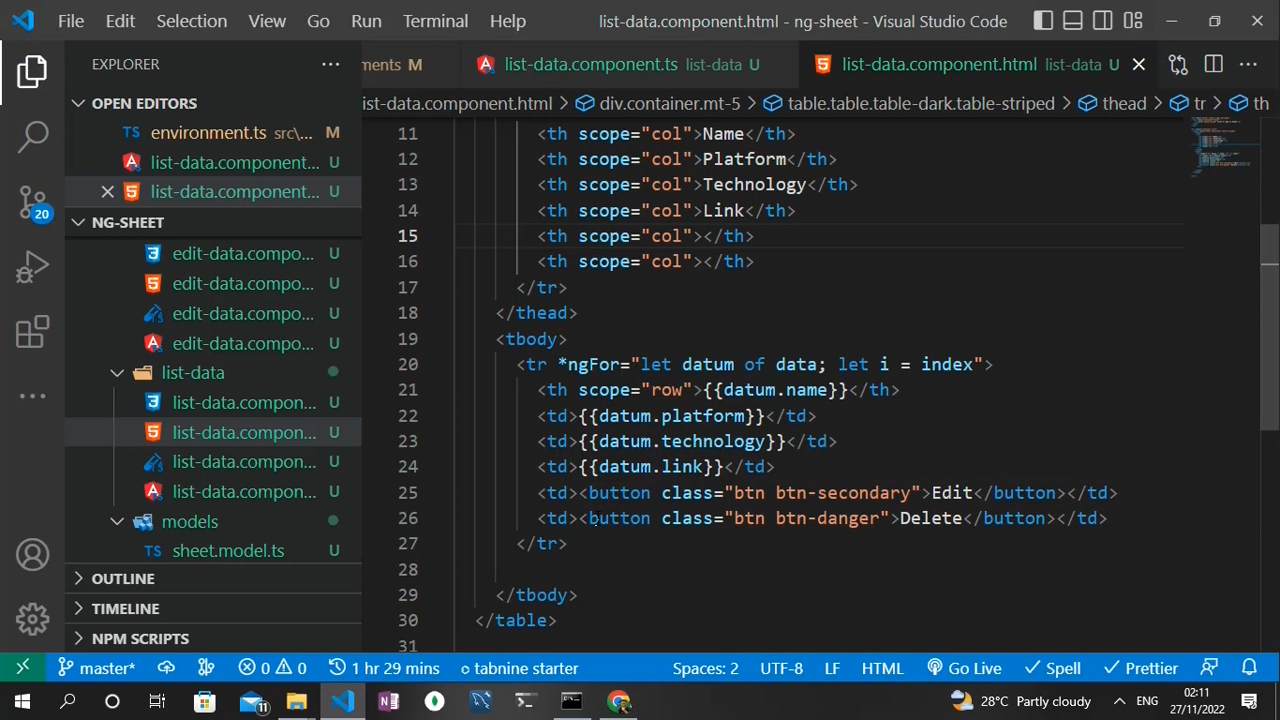 File Edit Selection View Go Run Terminal Help list-data.component.html - ng-sheet - Visual Studio Code
EXPLORER
ments M
list-data.component.ts list-data U
list-data.component.html list-data U
OPEN EDITORS
ist-data.component.html > div.container.mt-5 > table.table.table-dark.table-striped > thead > tr > th
TS environment.ts src\... M
list-data.component... U
list-data.component... U
20
NG-SHEET
edit-data.compo... U
edit-data.compo... U
edit-data.compo... U
edit-data.compo... U
list-data
list-data.compon... U
list-data.compon... U
list-data.compon... U
list-data.compon... U
models
TS sheet.model.ts U
OUTLINE
TIMELINE
NPM SCRIPTS
11 <th scope="col">Name</th>
12 <th scope="col">Platform</th>
13 <th scope="col">Technology</th>
14 <th scope="col">Link</th>
15 <th scope="col"></th>
16 <th scope="col"></th>
17 </tr>
18 </thead>
19 <tbody>
20 <tr *ngFor="let datum of data; let i = index">
21 <th scope="row">{{datum.name}}</th>
22 <td>{{datum.platform}}</td>
23 <td>{{datum.technology}}</td>
24 <td>{{datum.link}}</td>
25 <td><button class="btn btn-secondary">Edit</button></td>
26 <td><button class="btn btn-danger">Delete</button></td>
27 </tr>
28
29 </tbody>
30 </table>
31
master* 0 0 1 hr 29 mins tabnine starter Spaces: 2 UTF-8 LF HTML Go Live Spell Prettier
11
28°C Partly cloudy ENG 02:11
27/11/2022